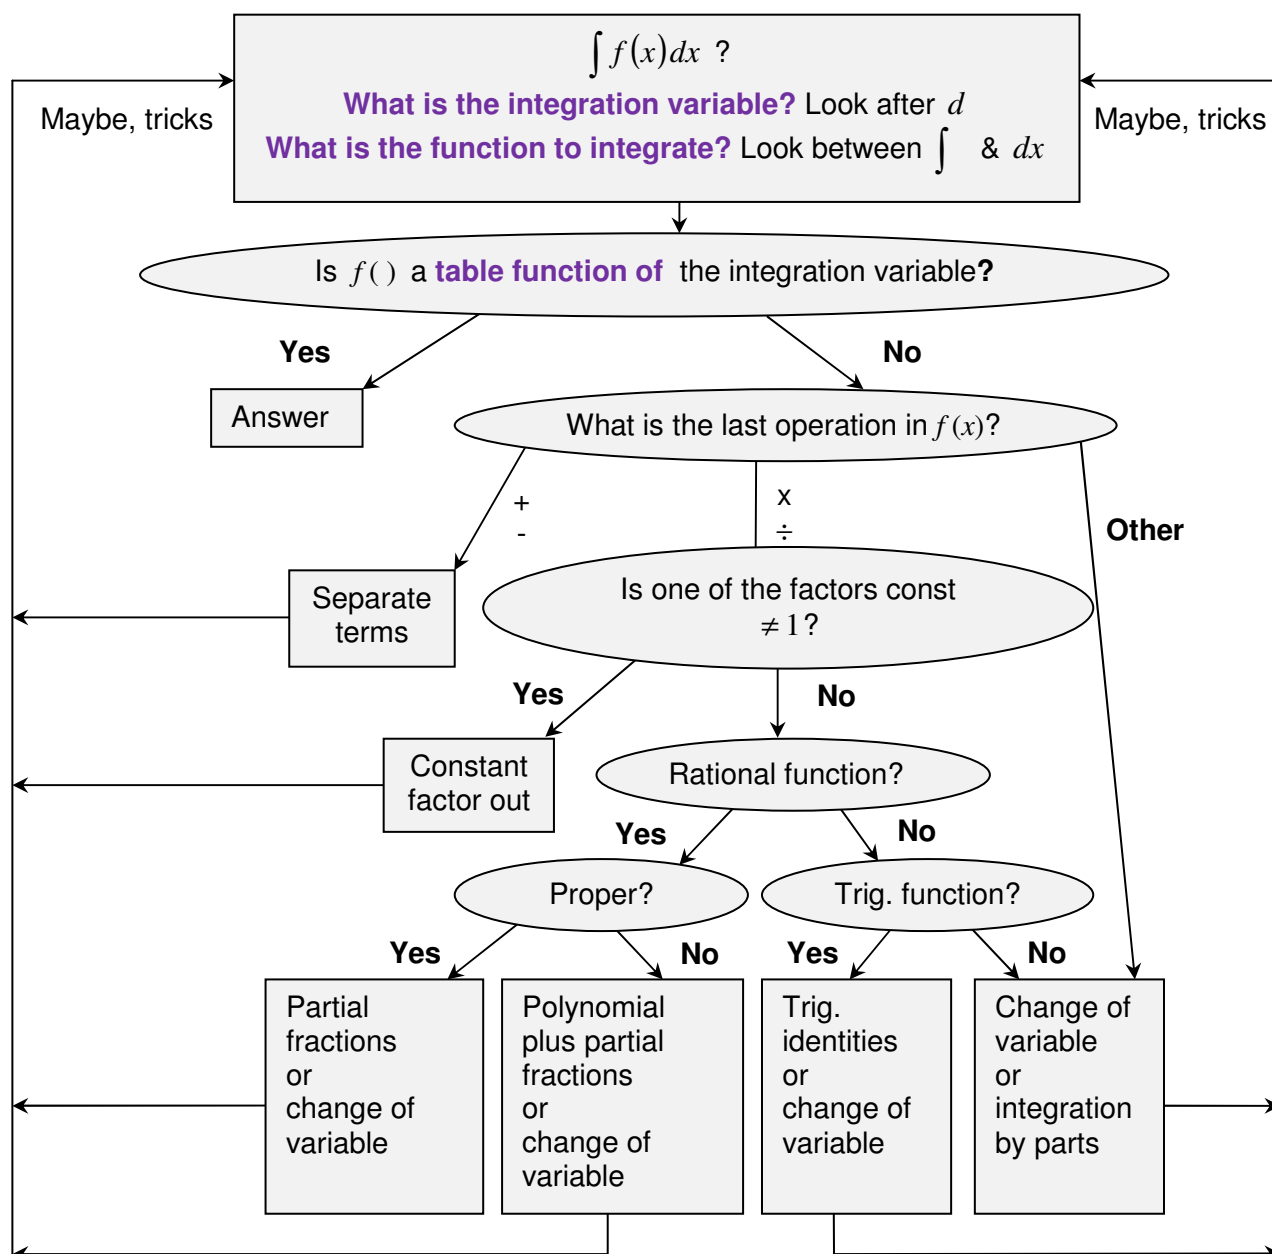 ∫ f(x)dx ?
What is the integration variable? Look after d
What is the function to integrate? Look between ∫ & dx
Maybe, tricks
Maybe, tricks
Is f( ) a table function of the integration variable?
Yes
No
Answer
What is the last operation in f(x)?
+
-
x
÷
Other
Separate
terms
Is one of the factors const
≠ 1?
Yes
No
Constant
factor out
Rational function?
Yes
No
Proper?
Trig. function?
Yes
No
Yes
No
Partial
fractions
or
change of
variable
Polynomial
plus partial
fractions
or
change of
variable
Trig.
identities
or
change of
variable
Change of
variable
or
integration
by parts